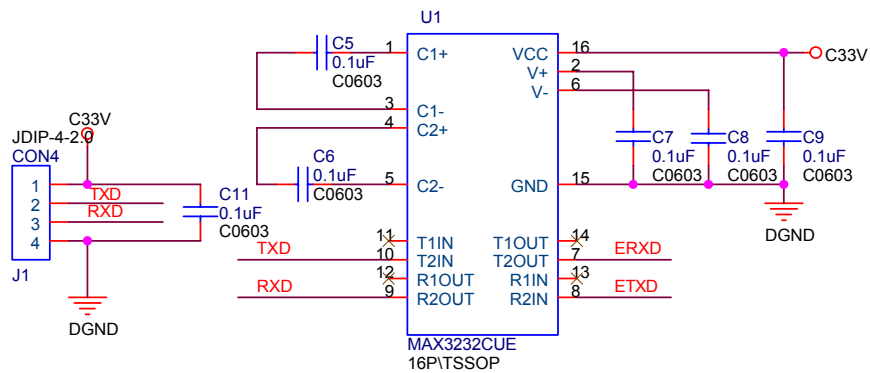 U1
C5
0.1uF
C0603
1
C1+
3
C1-
4
C2+
C6
0.1uF
C0603
5
C2-
VCC
16
C33V
V+
2
V-
6
C7
0.1uF
C0603
C8
0.1uF
C0603
C9
0.1uF
C0603
GND
15
DGND
C33V
JDIP-4-2.0
CON4
1
2
TXD
3
RXD
4
J1
C11
0.1uF
C0603
DGND
11
T1IN
T1OUT
14
TXD
10
T2IN
T2OUT
7
ERXD
12
R1OUT
R1IN
13
RXD
9
R2OUT
R2IN
8
ETXD
MAX3232CUE
16P\TSSOP